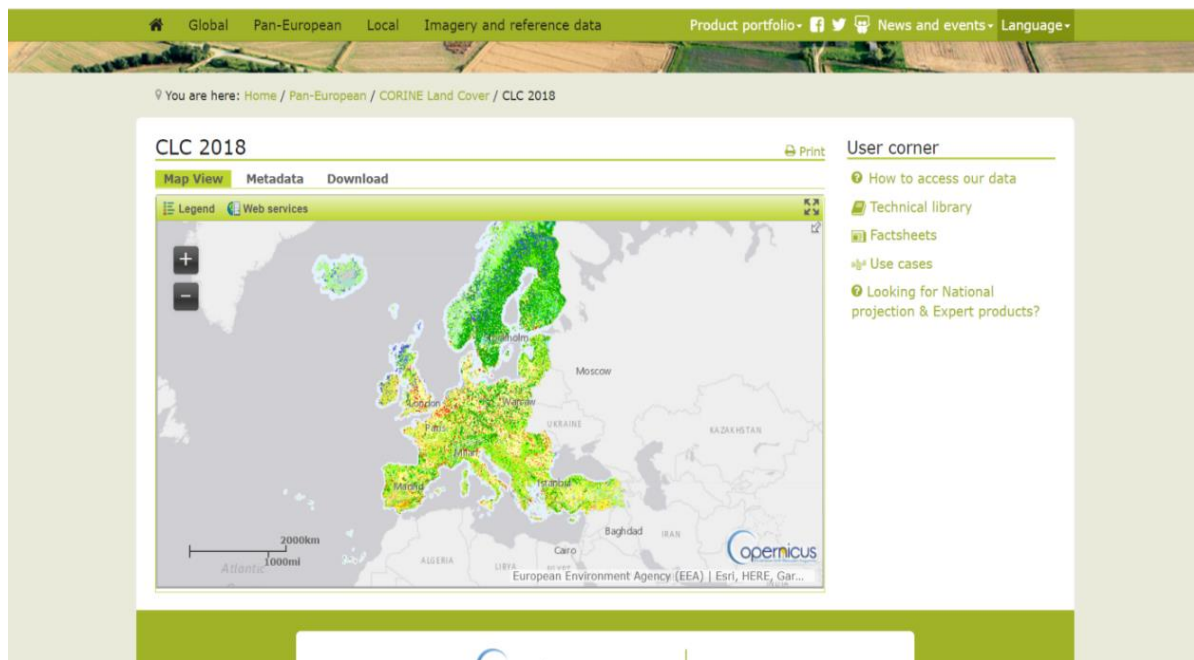 Global Pan-European Local Imagery and reference data Product portfolio News and events Language
You are here: Home / Pan-European / CORINE Land Cover / CLC 2018
CLC 2018
Print
User corner
Map View Metadata Download
How to access our data
Legend Web services
Technical library
Factsheets
Use cases
Looking for National
projection & Expert products?
+
-
Stockholm
Moscow
London
Warsaw
Paris
UKRAINE
KAZAKHSTAN
Milan
Madrid
Istanbul
Baghdad
IRAN
2000km
1000mi
Cairo
ALGERIA
LIBYA
Atlantic
opernicus
European Environment Agency (EEA) | Esri, HERE, Gar...